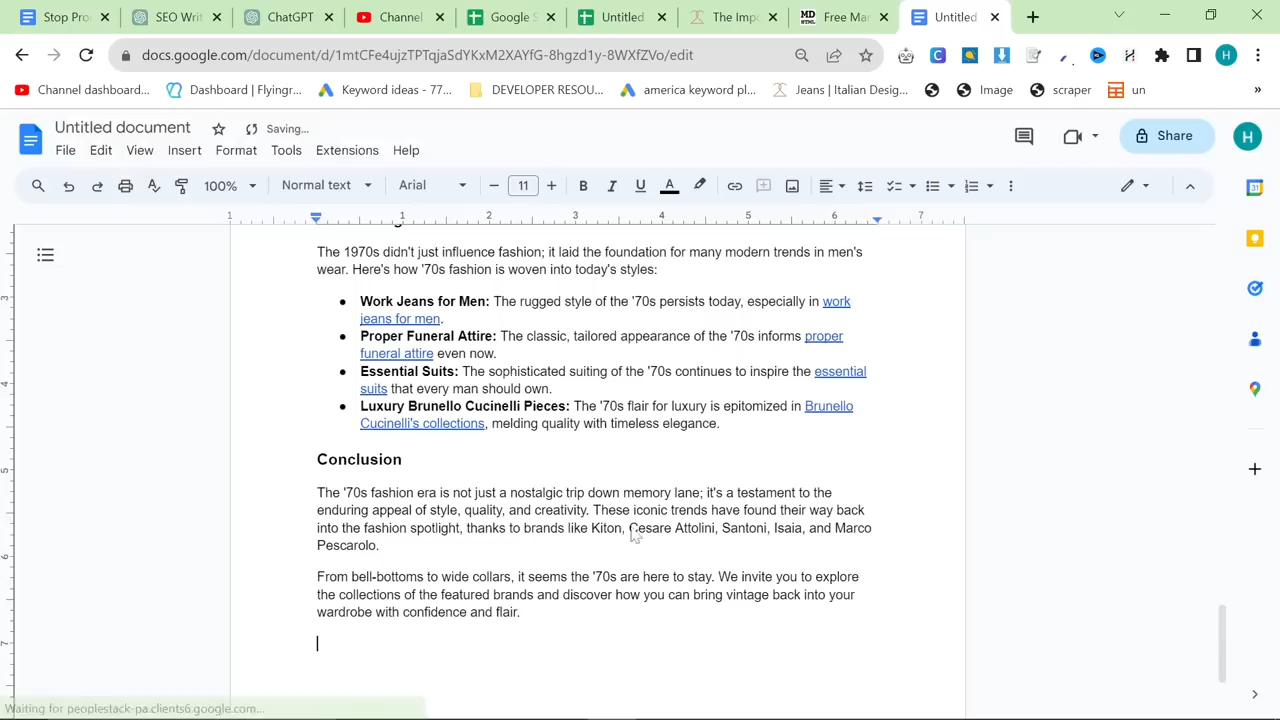 Stop Pro
SEO Writ
ChatGPT
Channel
Google S
Untitled
The Impo
Free Mar
Untitled
docs.google.com/document/d/1mtCFe4ujzTPTqjaSdYKxM2XAYfG-8hgzd1y-8WXfZVo/edit
Channel dashboard...
Dashboard | Flyingr...
Keyword ideas - 77...
DEVELOPER RESOU...
america keyword pl...
Jeans | Italian Desig...
Image
scraper
un
»
Untitled document
Saving...
File Edit View Insert Format Tools Extensions Help
Share
H
100%
Normal text
Arial
11
B I U A
1 1 2 3 4 5 6 7
The 1970s didn't just influence fashion; it laid the foundation for many modern trends in men's
wear. Here's how '70s fashion is woven into today's styles:
● Work Jeans for Men: The rugged style of the '70s persists today, especially in work
jeans for men.
● Proper Funeral Attire: The classic, tailored appearance of the '70s informs proper
funeral attire even now.
● Essential Suits: The sophisticated suiting of the '70s continues to inspire the essential
suits that every man should own.
● Luxury Brunello Cucinelli Pieces: The '70s flair for luxury is epitomized in Brunello
Cucinelli's collections, melding quality with timeless elegance.
Conclusion
The '70s fashion era is not just a nostalgic trip down memory lane; it's a testament to the
enduring appeal of style, quality, and creativity. These iconic trends have found their way back
into the fashion spotlight, thanks to brands like Kiton, Cesare Attolini, Santoni, Isaia, and Marco
Pescarolo.
From bell-bottoms to wide collars, it seems the '70s are here to stay. We invite you to explore
the collections of the featured brands and discover how you can bring vintage back into your
wardrobe with confidence and flair.
Waiting for peoplestack-pa.clients6.google.com...